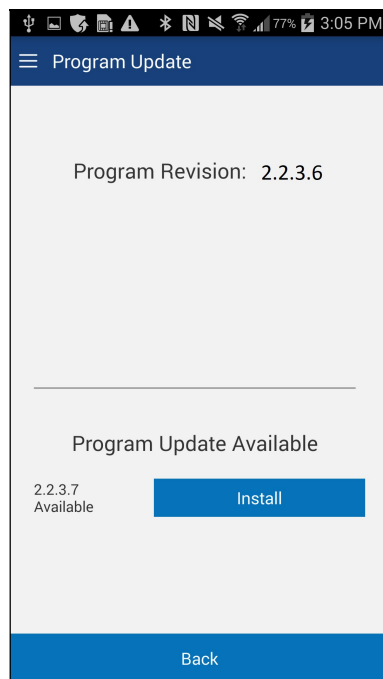 77% 3:05 PM
Program Update
Program Revision: 2.2.3.6
Program Update Available
2.2.3.7
Available
Install
Back